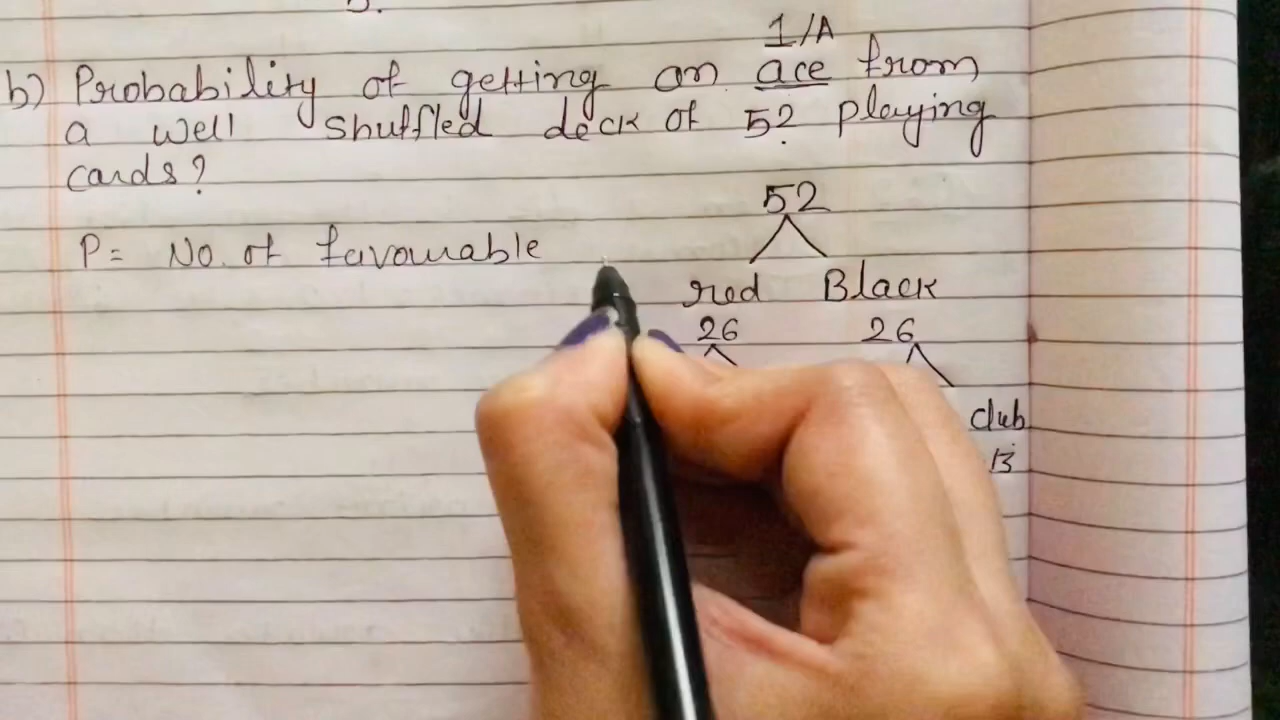 1/A
b) Probability of getting an ace from
a well shuffled deck of 52 playing
cards?
52
P = No. of favourable
red Black
26 26
club
13